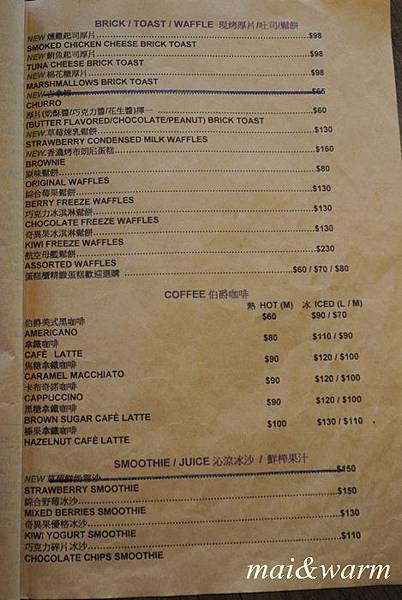 BRICK / TOAST / WAFFLE 現烤厚片/吐司/鬆餅
NEW 燻雞起司厚片 $98
SMOKED CHICKEN CHEESE BRICK TOAST
NEW 鮪魚起司厚片 $98
TUNA CHEESE BRICK TOAST
NEW 棉花糖厚片 $98
MARSHMALLOWS BRICK TOAST
NEW 吉拿棒 $65
CHURRO
厚片(奶酥醬/巧克力醬/花生醬)擇一 $60
(BUTTER FLAVORED/CHOCOLATE/PEANUT) BRICK TOAST
NEW 草莓煉乳鬆餅 $130
STRAWBERRY CONDENSED MILK WAFFLES
NEW 香濃烤布朗尼蛋糕 $160
BROWNIE
原味鬆餅 $80
ORIGINAL WAFFLES
綜合莓果鬆餅 $130
BERRY FREEZE WAFFLES
巧克力冰淇淋鬆餅 $130
CHOCOLATE FREEZE WAFFLES
奇異果冰淇淋鬆餅 $130
KIWI FREEZE WAFFLES
航空母艦鬆餅 $230
ASSORTED WAFFLES
蛋糕櫃精緻蛋糕歡迎選購 $60 / $70 / $80
COFFEE 伯爵咖啡
熱 HOT (M) 冰 ICED (L / M)
伯爵美式黑咖啡 $60 $90 / $70
AMERICANO
拿鐵咖啡 $80 $110 / $90
CAFÈ LATTE
焦糖拿鐵咖啡 $90 $120 / $100
CARAMEL MACCHIATO
卡布奇諾咖啡 $90 $120 / $100
CAPPUCCINO
黑糖拿鐵咖啡 $90 $120 / $100
BROWN SUGAR CAFÈ LATTE
榛果拿鐵咖啡 $100 $130 / $110
HAZELNUT CAFÈ LATTE
SMOOTHIE / JUICE 沁涼冰沙 / 鮮榨果汁
NEW $150
STRAWBERRY SMOOTHIE
綜合野莓冰沙 $150
MIXED BERRIES SMOOTHIE
奇異果優格冰沙 $130
KIWI YOGURT SMOOTHIE
巧克力碎片冰沙 $110
CHOCOLATE CHIPS SMOOTHIE
mai&warm